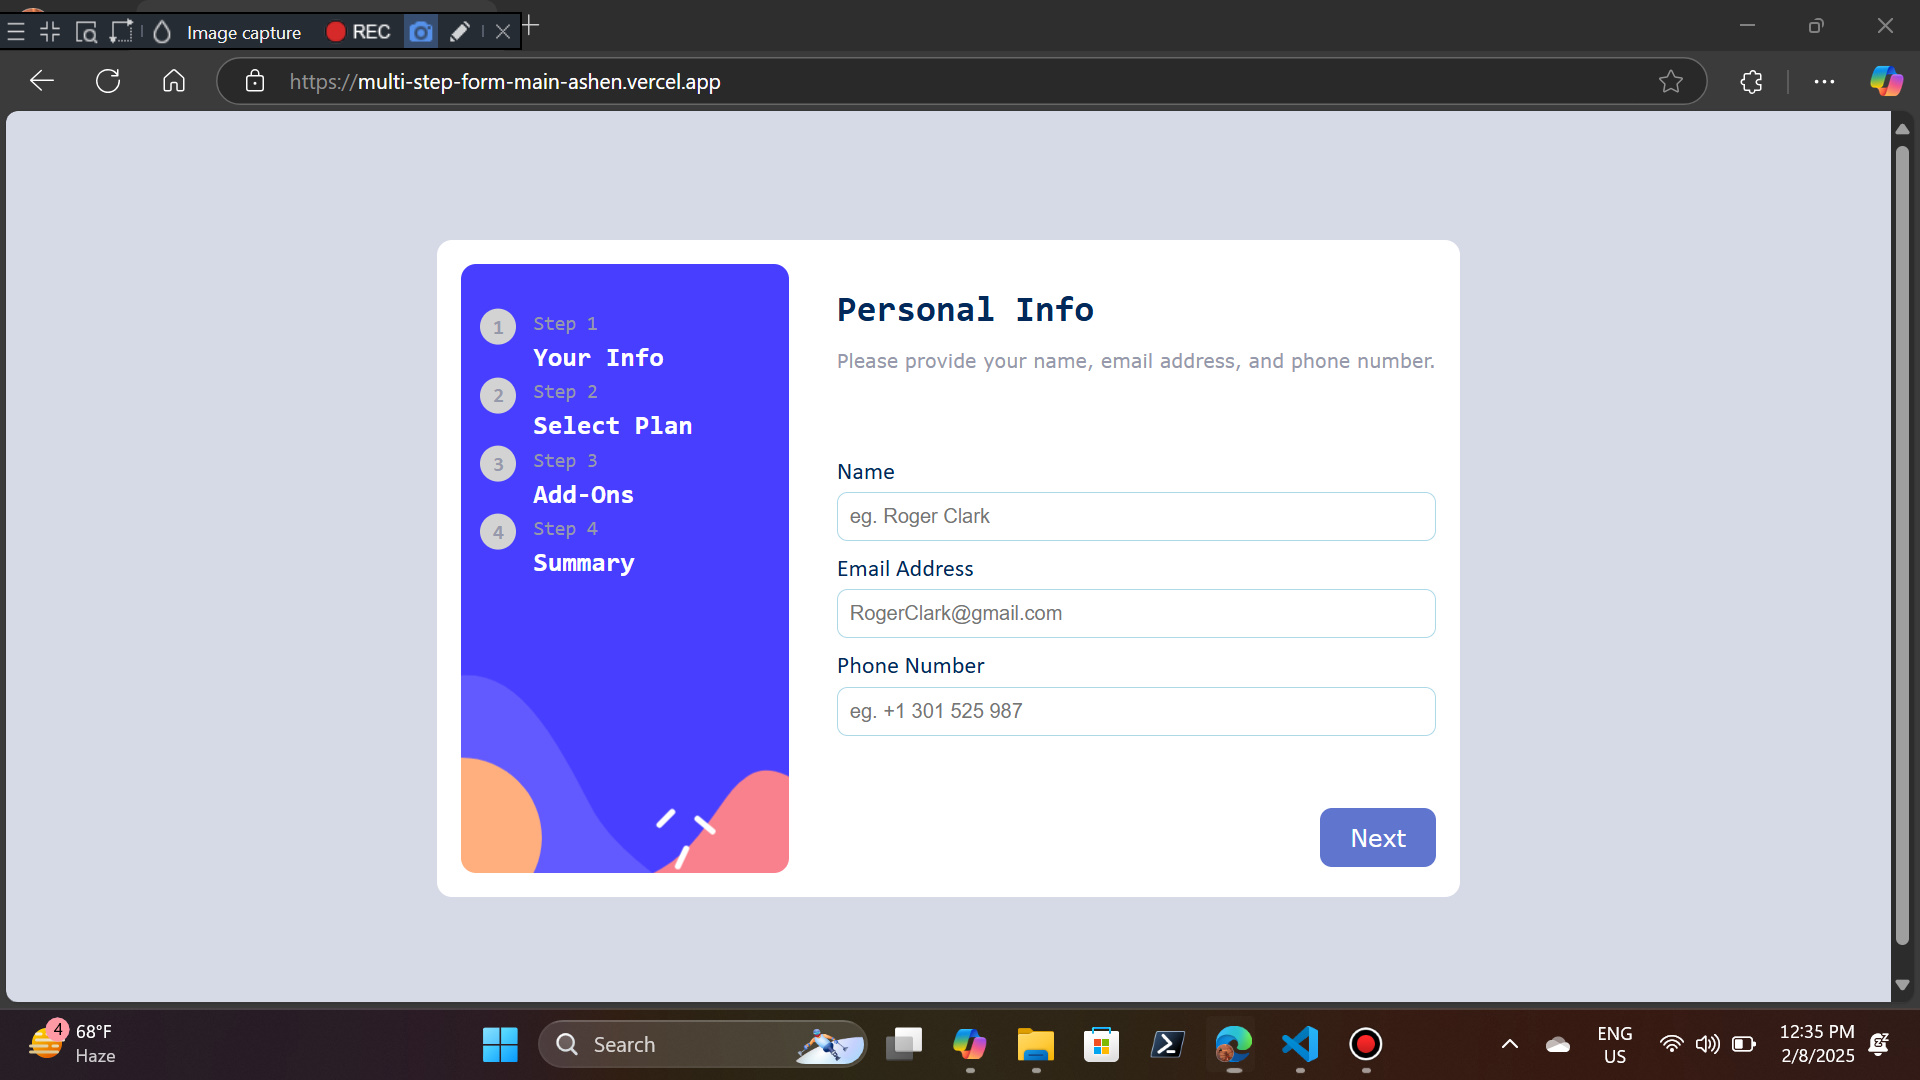 Image capture
REC
https://multi-step-form-main-ashen.vercel.app
1
Step 1
Your Info
2
Step 2
Select Plan
3
Step 3
Add-Ons
4
Step 4
Summary
Personal Info
Please provide your name, email address, and phone number.
Name
eg. Roger Clark
Email Address
RogerClark@gmail.com
Phone Number
eg. +1 301 525 987
Next
4
68°F
Haze
Search
ENG
US
12:35 PM
2/8/2025